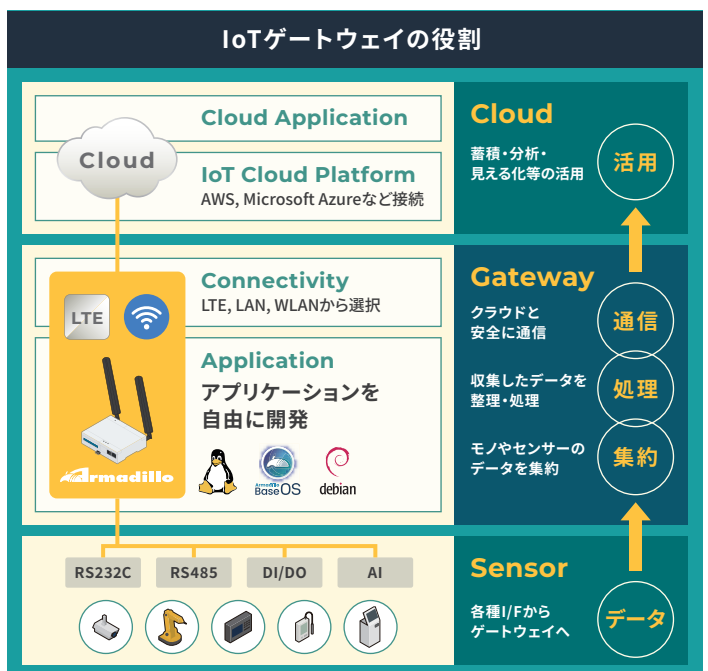 IoTゲートウェイの役割
Cloud
Cloud Application
IoT Cloud Platform
AWS, Microsoft Azureなど接続
Cloud
蓄積・分析・
見える化等の活用
活用
LTE
Armadillo
Connectivity
LTE, LAN, WLANから選択
Application
アプリケーションを
自由に開発
Armadillo
Base OS
debian
Gateway
クラウドと
安全に通信
通信
収集したデータを
整理・処理
処理
モノやセンサーの
データを集約
集約
RS232C
RS485
DI/DO
AI
Sensor
各種I/Fから
ゲートウェイへ
データ